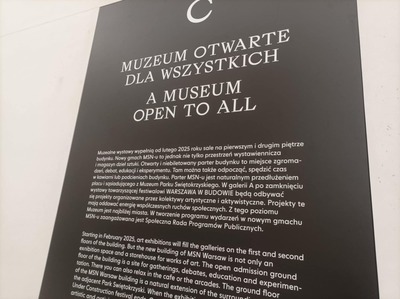 C
MUZEUM OTWARTE
DLA WSZYSTKICH
A MUSEUM
OPEN TO ALL
Muzealne wystawy wypełnią od lutego 2025 roku sale na pierwszym i drugim piętrze
budynku. Nowy gmach MSN-u to jednak nie tylko przestrzeń wystawiennicza
i magazyn dzieł sztuki. Otwarty i niebiletowany parter budynku to miejsce zgroma-
dzeń, debat, edukacji i eksperymentu. Tam można także odpocząć, spędzić czas
w kawiarni lub podcieniach budynku. Parter MSN-u jest naturalnym przedłużeniem
placu i sąsiadującego z Muzeum Parku Świętokrzyskiego. W galerii A po zamknięciu
wystawy towarzyszącej festiwalowi WARSZAWA W BUDOWIE będą odbywać
się projekty organizowane przez kolektywy artystyczne i aktywistyczne. Projekty te
mają oddawać energię współczesnych ruchów społecznych. Z tego poziomu
Muzeum jest najbliżej miasta. W tworzenie programu wydarzeń w nowym gmachu
MSN-u zaangażowana jest Społeczna Rada Programów Publicznych.
Starting in February 2025, art exhibitions will fill the galleries on the first and second
floors of the building. But the new building of MSN Warsaw is not only an
exhibition space and a storehouse for works of art. The open admission ground
floor of the building is a site for gatherings, debates, education and experimen-
tation. There you can also relax in the cafe or the arcades. The ground floor
of the MSN Warsaw building is a natural extension of the surrounding
the adjacent Park Świętokrzyski. When the exhibition
Under Construction festival ends,
artistic and